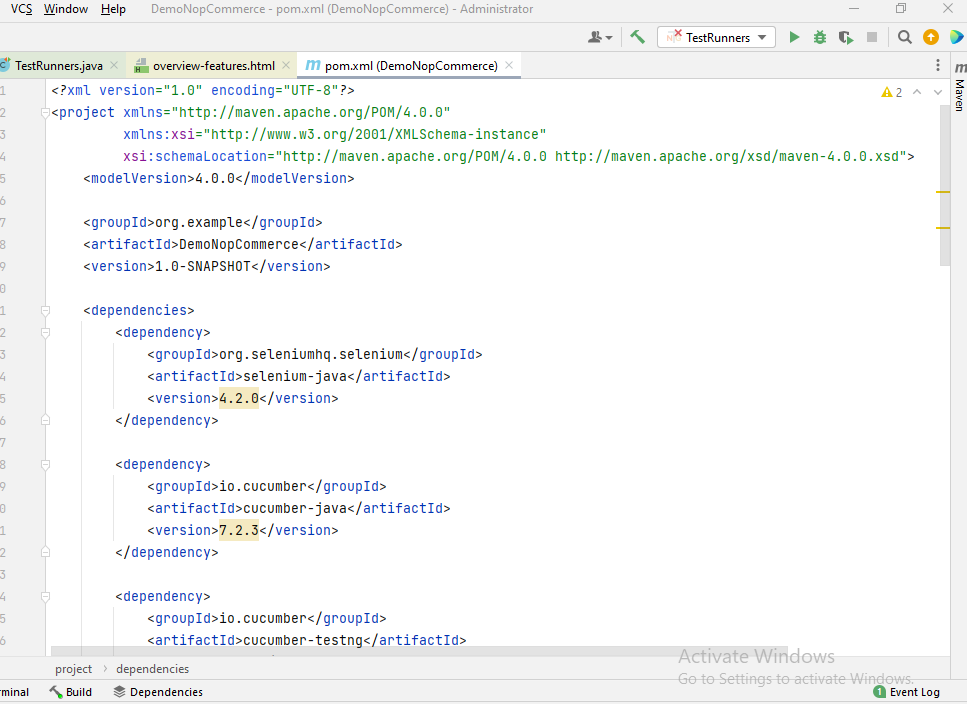 VCS Window Help DemoNopCommerce - pom.xml (DemoNopCommerce) - Administrator
TestRunners
TestRunners.java overview-features.html pom.xml (DemoNopCommerce)
1 <?xml version="1.0" encoding="UTF-8"?> 2
2 <project xmlns="http://maven.apache.org/POM/4.0.0"
3 xmlns:xsi="http://www.w3.org/2001/XMLSchema-instance"
4 xsi:schemaLocation="http://maven.apache.org/POM/4.0.0 http://maven.apache.org/xsd/maven-4.0.0.xsd">
5 <modelVersion>4.0.0</modelVersion>
6
7 <groupId>org.example</groupId>
8 <artifactId>DemoNopCommerce</artifactId>
9 <version>1.0-SNAPSHOT</version>
0
1 <dependencies>
2 <dependency>
3 <groupId>org.seleniumhq.selenium</groupId>
4 <artifactId>selenium-java</artifactId>
5 <version>4.2.0</version>
6 </dependency>
7
8 <dependency>
9 <groupId>io.cucumber</groupId>
0 <artifactId>cucumber-java</artifactId>
1 <version>7.2.3</version>
2 </dependency>
3
4 <dependency>
5 <groupId>io.cucumber</groupId>
6 <artifactId>cucumber-testng</artifactId>
Maven
project > dependencies
Activate Windows
Go to Settings to activate Windows.
minal Build Dependencies 1 Event Log